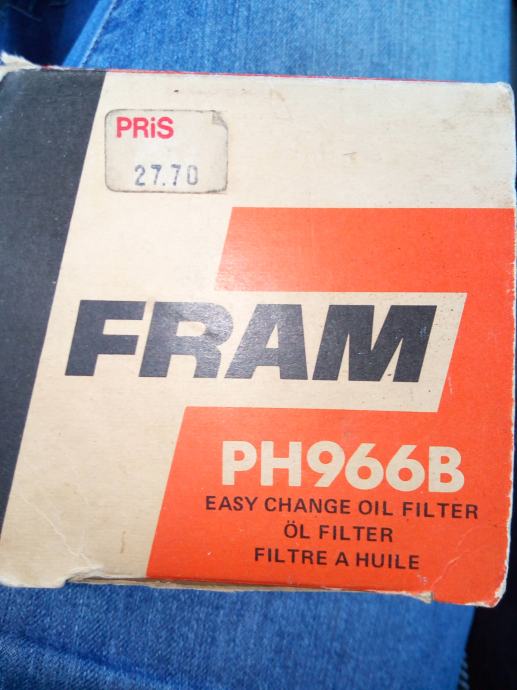 PRiS
27.70
FRAM
PH966B
EASY CHANGE OIL FILTER
ÖL FILTER
FILTRE A HUILE